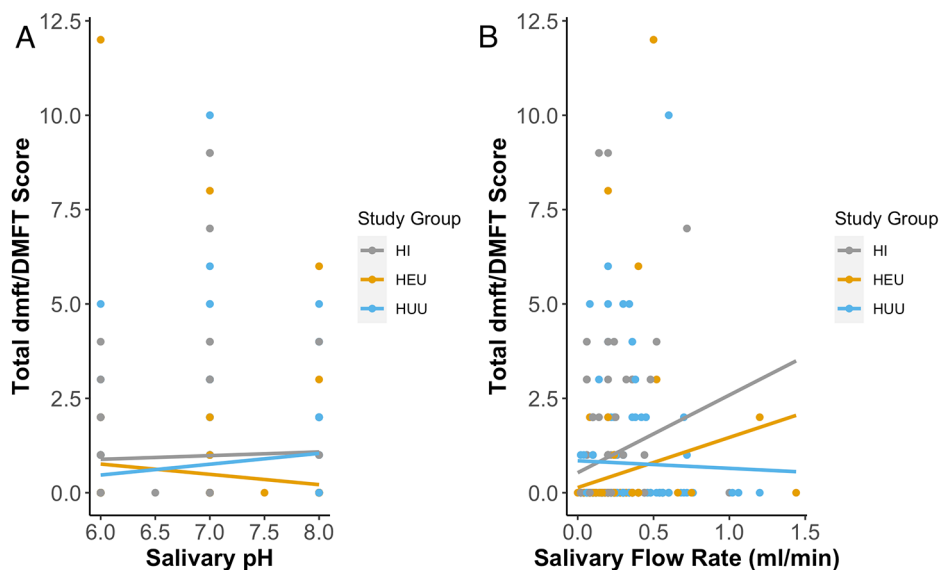 A
Total dmft/DMFT Score
12.5
10.0
7.5
5.0
2.5
0.0
6.0 6.5 7.0 7.5 8.0
Salivary pH
Study Group
HI
HEU
HUU
B
Total dmft/DMFT Score
12.5
10.0
7.5
5.0
2.5
0.0
0.0 0.5 1.0 1.5
Salivary Flow Rate (ml/min)
Study Group
HI
HEU
HUU